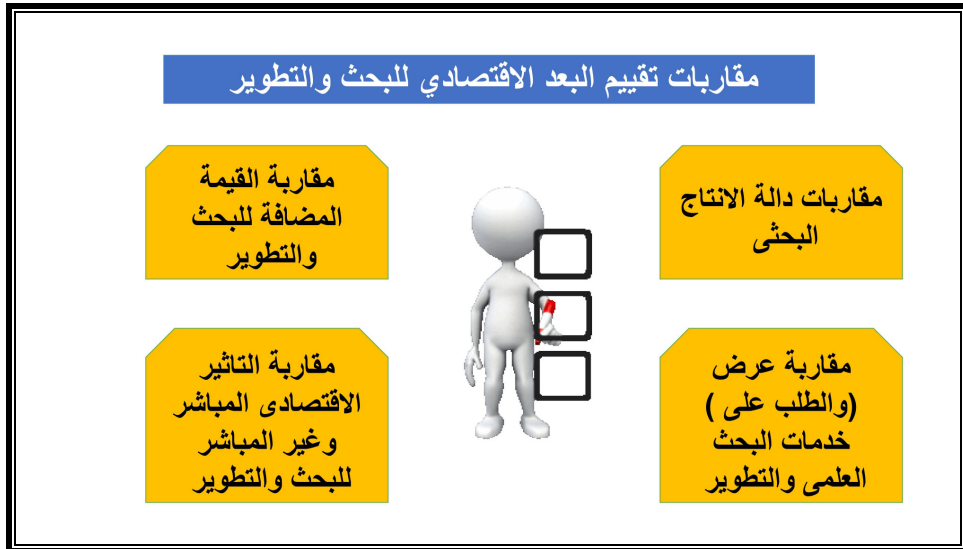 مقاربات تقييم البعد الاقتصادي للبحث والتطوير
مقاربات دالة الانتاج
البحثى
مقاربة القيمة
المضافة للبحث
والتطوير
مقاربة عرض
(والطلب على )
خدمات البحث
العلمى والتطوير
مقاربة التاثير
الاقتصادى المباشر
وغير المباشر
للبحث والتطوير